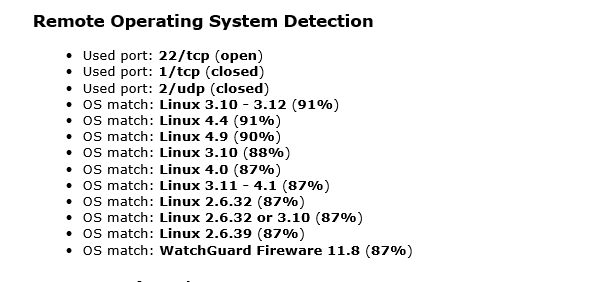 Remote Operating System Detection
Used port: 22/tcp (open)
Used port: 1/tcp (closed)
Used port: 2/udp (closed)
OS match: Linux 3.10 - 3.12 (91%)
OS match: Linux 4.4 (91%)
OS match: Linux 4.9 (90%)
OS match: Linux 3.10 (88%)
OS match: Linux 4.0 (87%)
OS match: Linux 3.11 - 4.1 (87%)
OS match: Linux 2.6.32 (87%)
OS match: Linux 2.6.32 or 3.10 (87%)
OS match: Linux 2.6.39 (87%)
OS match: WatchGuard Fireware 11.8 (87%)